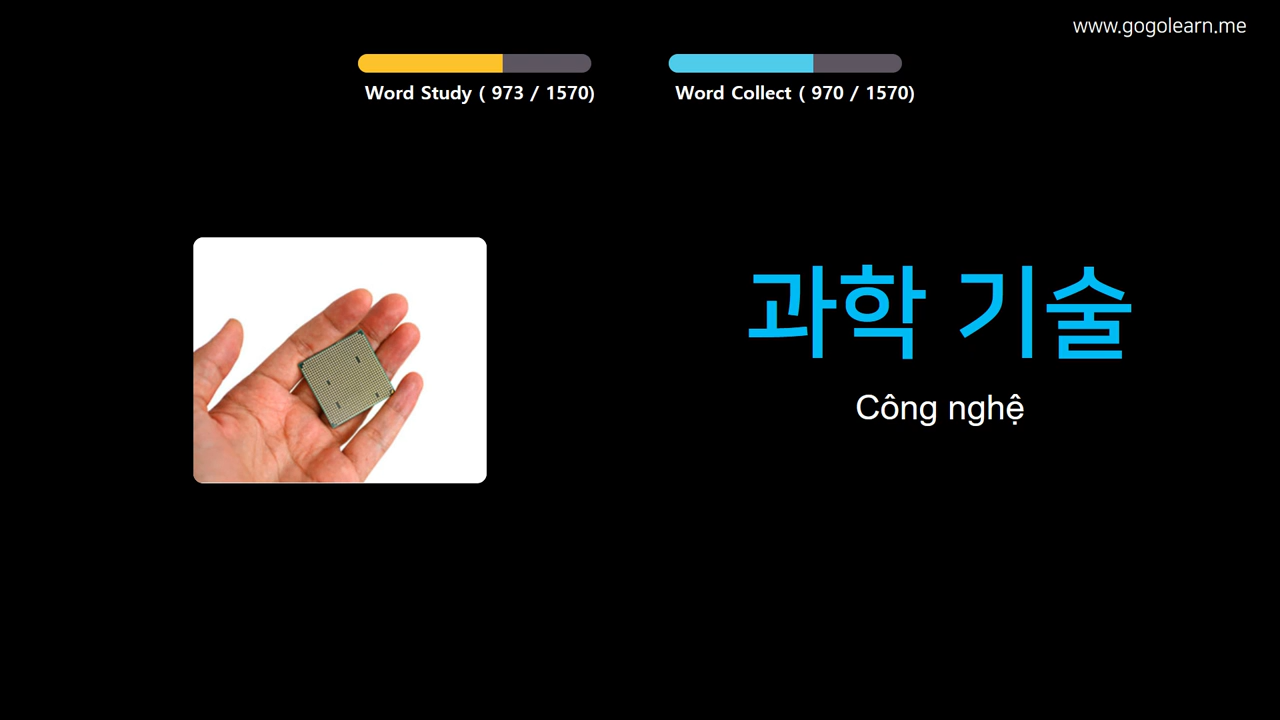 www.gogolearn.me
Word Study ( 973 / 1570)
Word Collect ( 970 / 1570)
과학 기술
Công nghệ